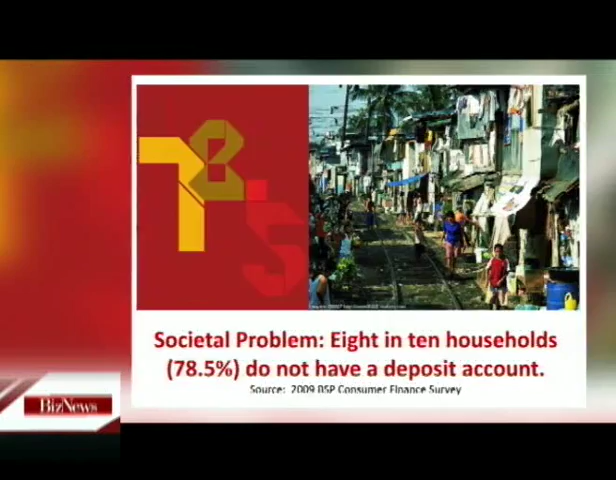 78.5
Societal Problem: Eight in ten households
(78.5%) do not have a deposit account.
Source: 2009 BSP Consumer Finance Survey
BizNews